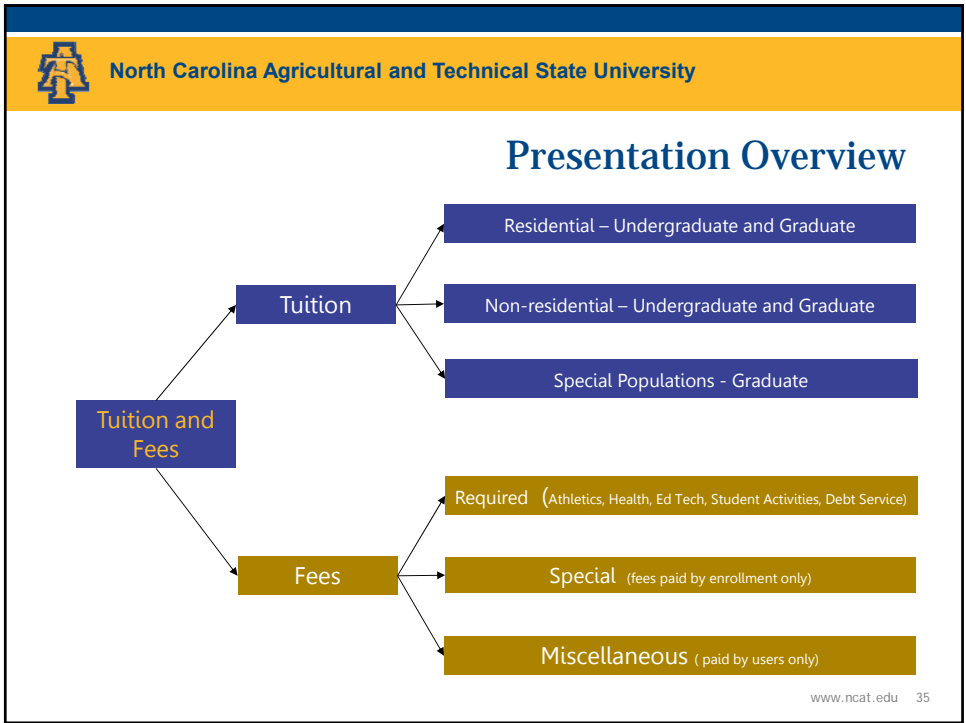 North Carolina Agricultural and Technical State University
Presentation Overview
Residential – Undergraduate and Graduate
Tuition
Non-residential – Undergraduate and Graduate
Special Populations - Graduate
Tuition and
Fees
Required (Athletics, Health, Ed Tech, Student Activities, Debt Service)
Fees
Special (fees paid by enrollment only)
Miscellaneous ( paid by users only)
www.ncat.edu 35